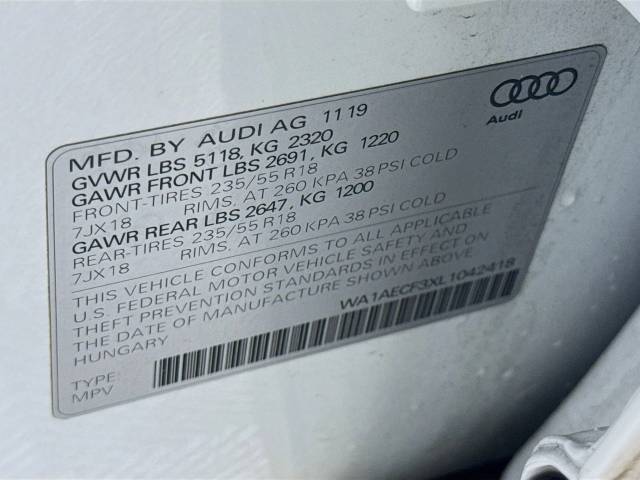 Audi
MFD. BY AUDI AG 11 19
GVWR LBS 5118, KG 2320
GAWR FRONT LBS 2691, KG 1220
FRONT-TIRES 235/55 R18
7JX18 RIMS. AT 260 KPA 38 PSI COLD
GAWR REAR LBS 2647, KG 1200
REAR-TIRES 235/55 R18
7JX18 RIMS. AT 260 KPA 38 PSI COLD
THIS VEHICLE CONFORMS TO ALL APPLICABLE
U.S. FEDERAL MOTOR VEHICLE SAFETY AND
THEFT PREVENTION STANDARDS IN EFFECT ON
THE DATE OF MANUFACTURE SHOWN ABOVE
HUNGARY WA1AECF3XL1042418
TYPE:
MPV